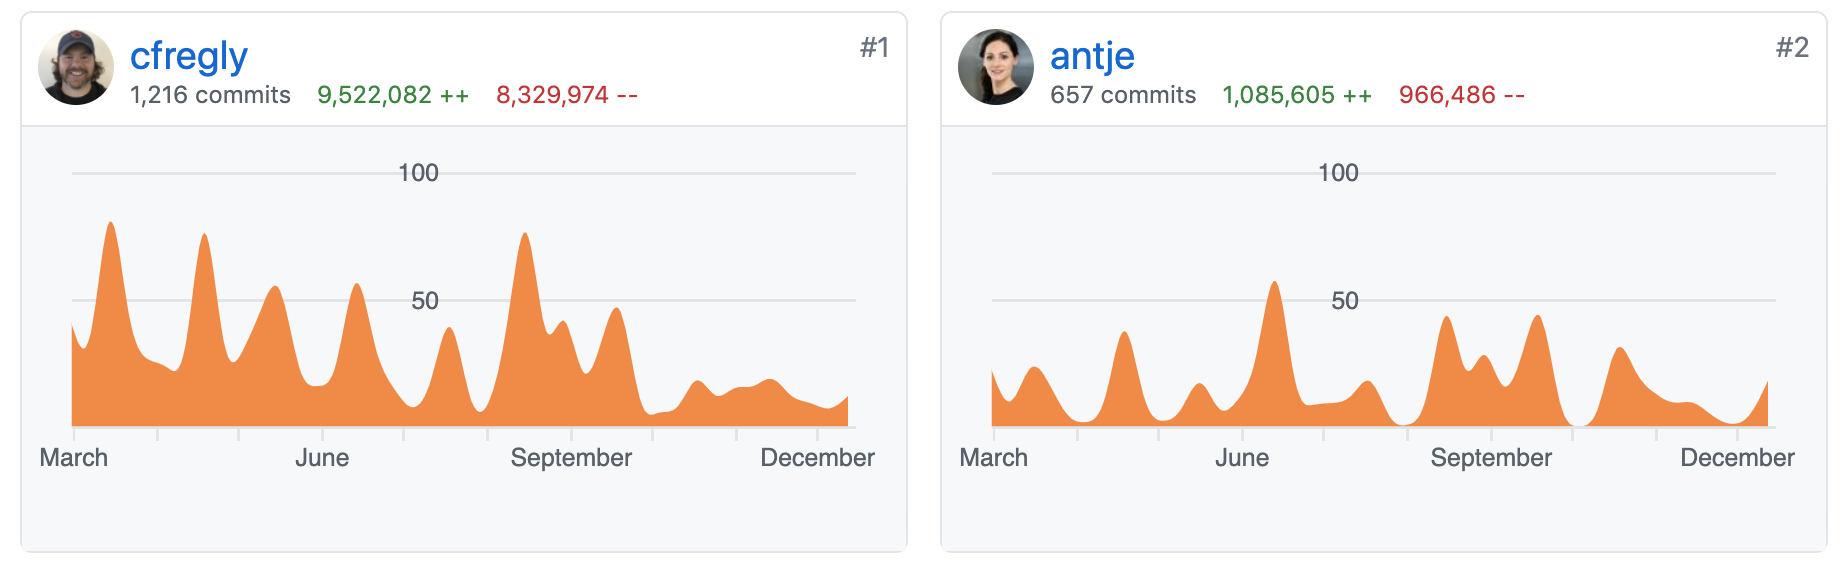 cfregly
#1
1,216 commits 9,522,082 ++ 8,329,974 --
100
50
March June September December
antje
#2
657 commits 1,085,605 ++ 966,486 --
100
50
March June September December